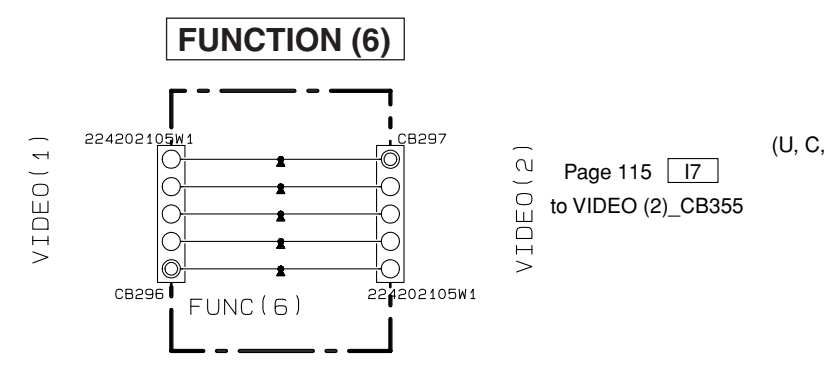 FUNCTION (6)
224202105W1
CB297
(U, C,
VIDEO(1)
VIDEO(2)
Page 115 I7
to VIDEO (2)_CB355
CB296
224202105W1
FUNC(6)